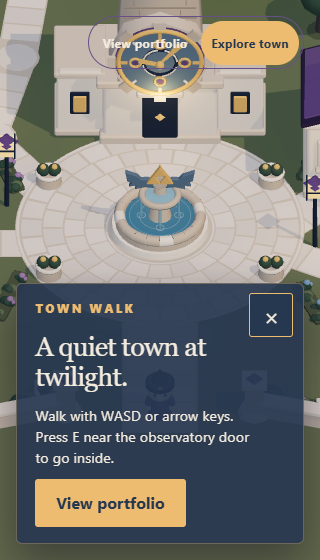 View portfolio
Explore town
TOWN WALK
×
A quiet town at
twilight.
Walk with WASD or arrow keys.
Press E near the observatory door
to go inside.
View portfolio